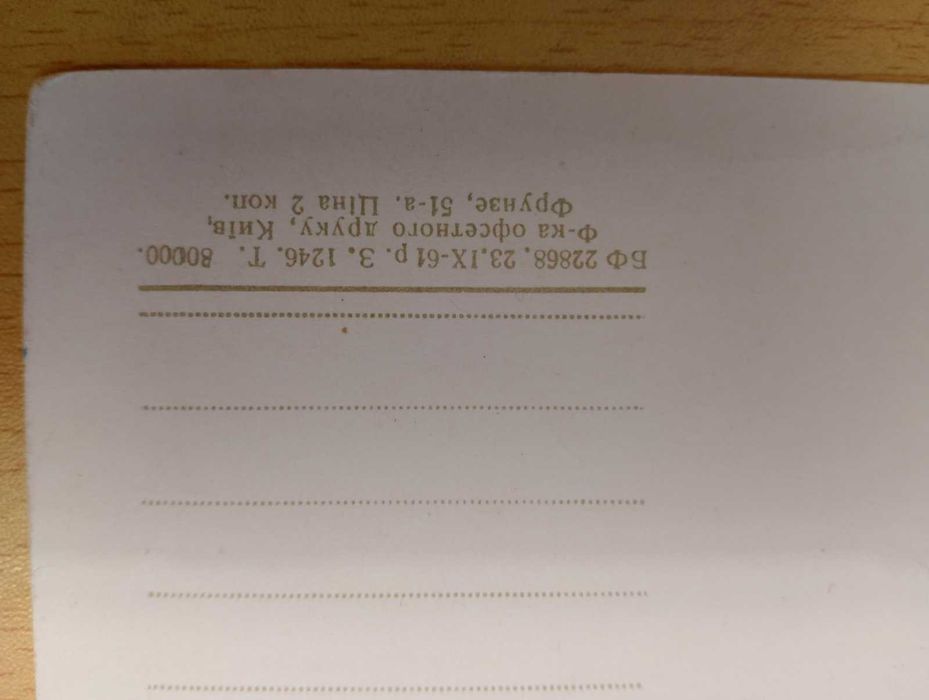 БФ 22868. 23.IX-61 р. З. 1246. Т. 80000.
Ф-ка офсетного друку, Київ,
Фрунзе, 51-а. Ціна 2 коп.